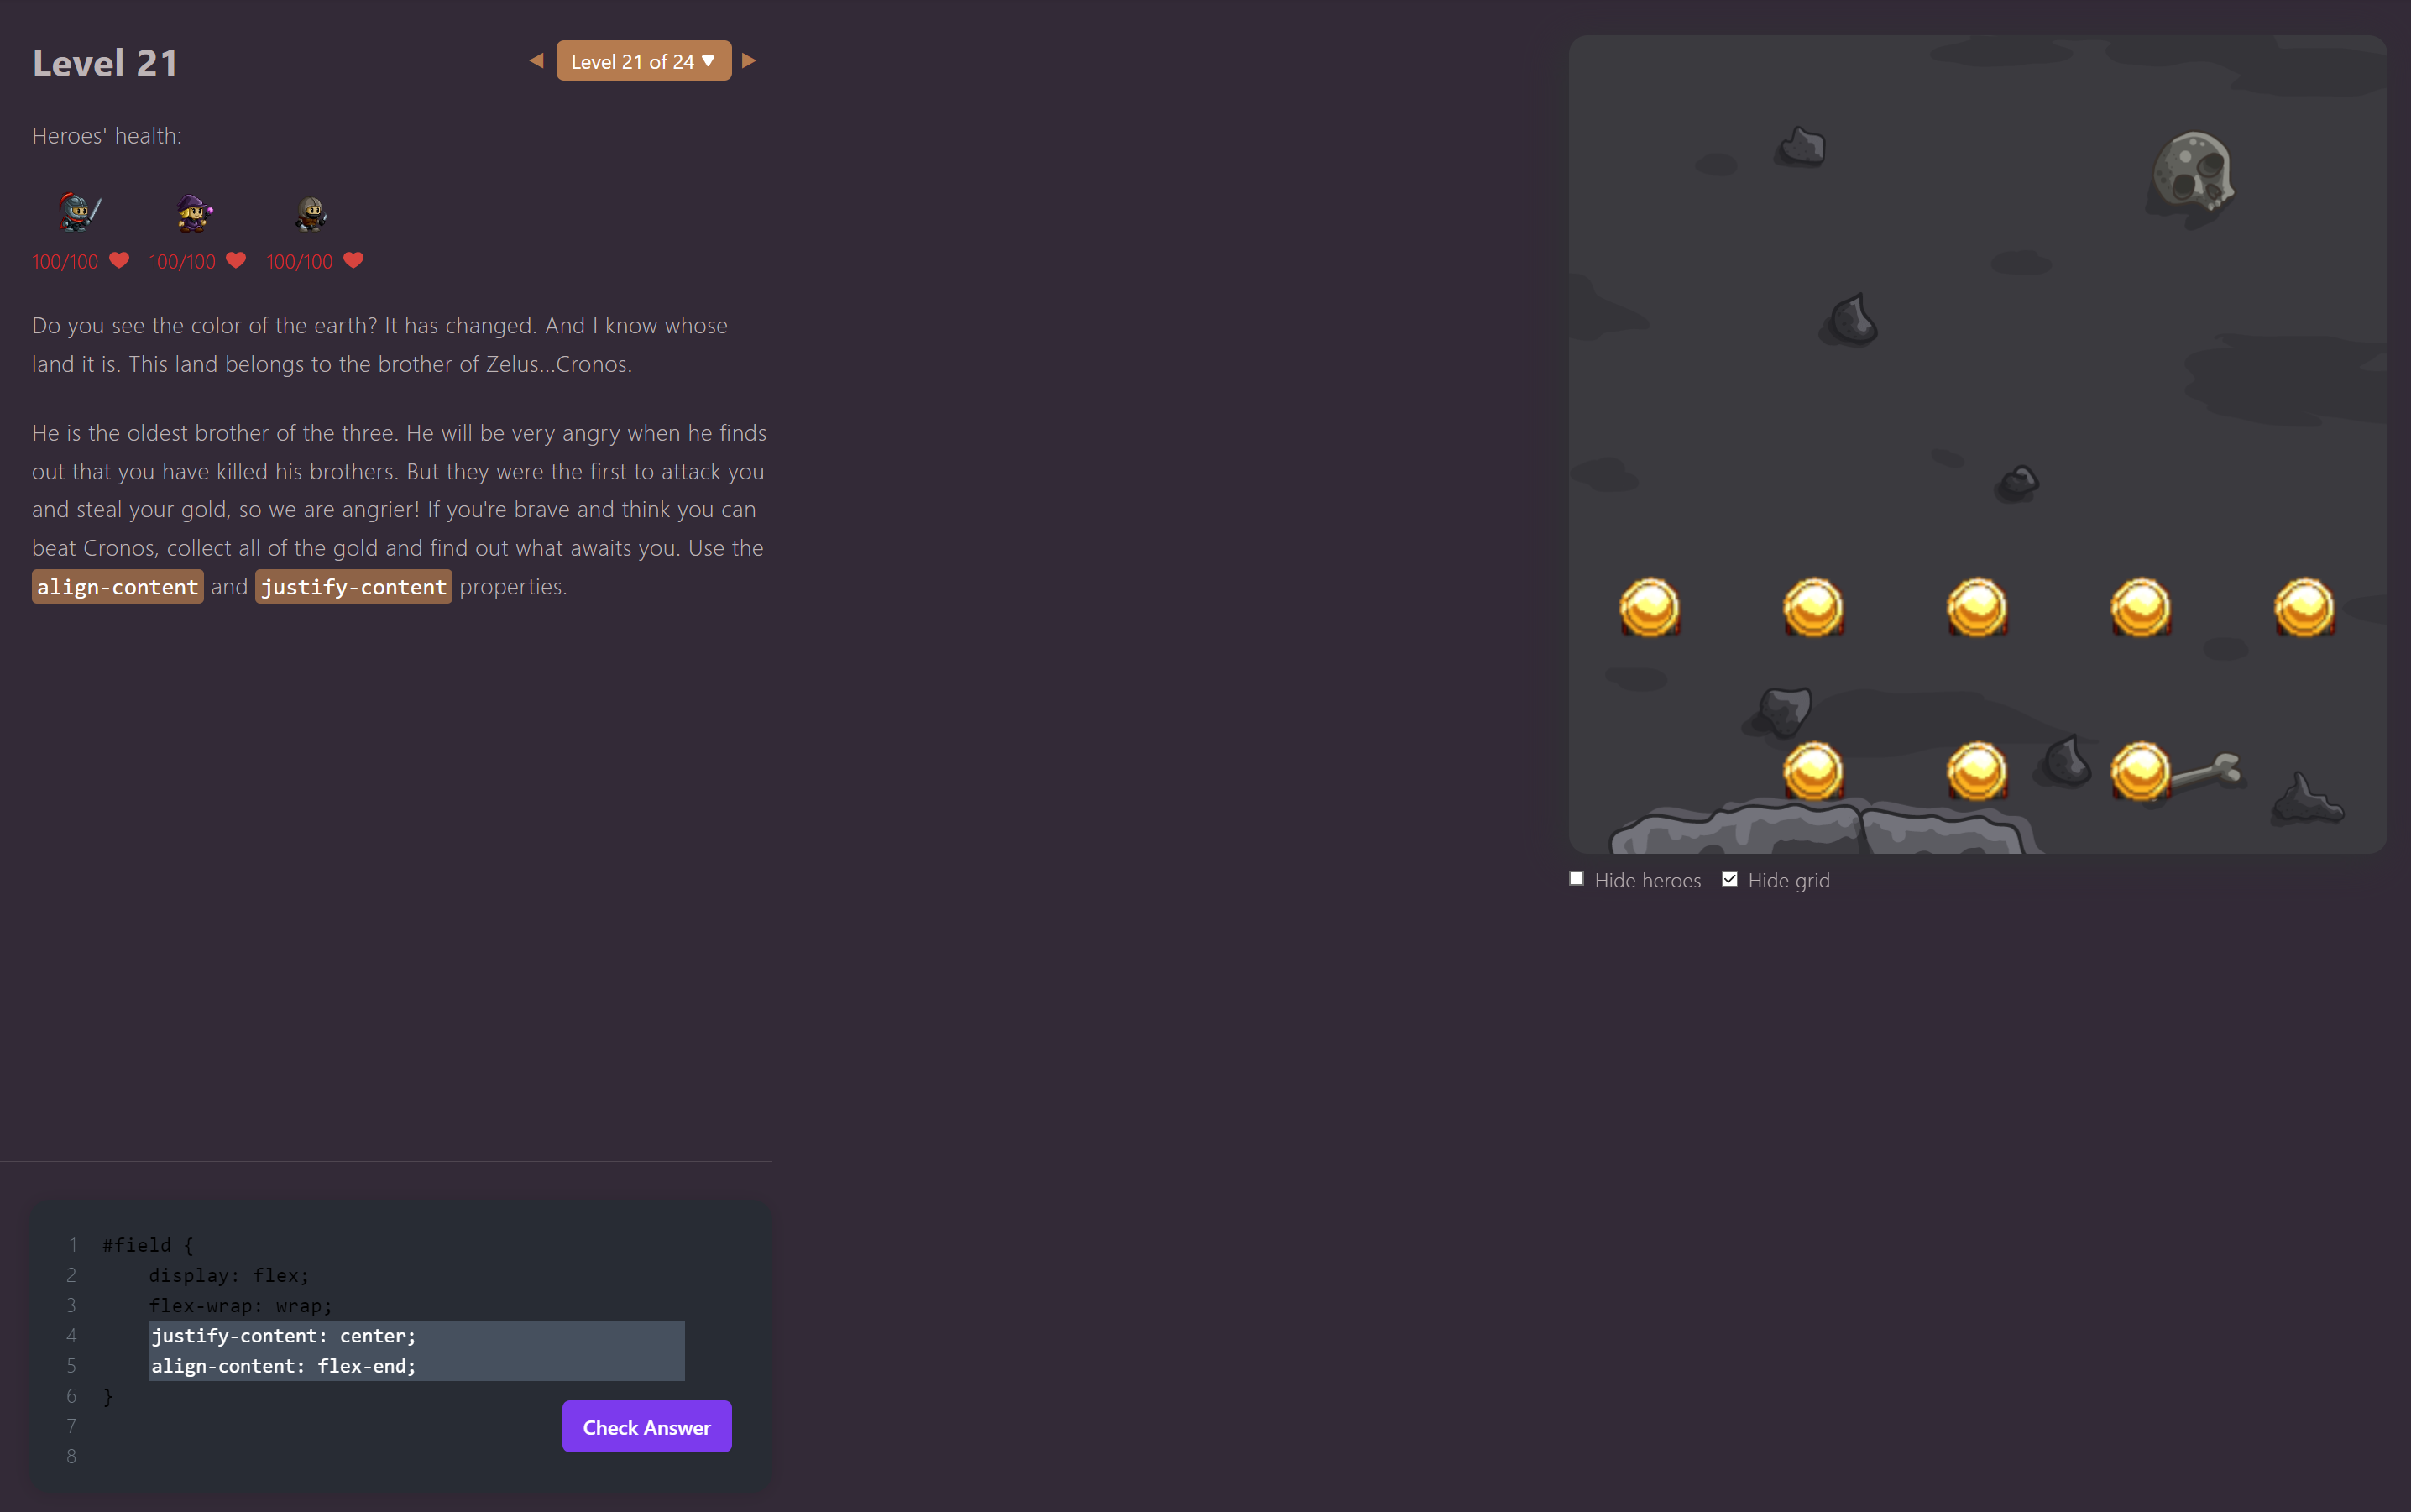 Level 21
Level 21 of 24 ▼
Heroes' health:
100/100 100/100 100/100
Do you see the color of the earth? It has changed. And I know whose
land it is. This land belongs to the brother of Zelus...Cronos.
He is the oldest brother of the three. He will be very angry when he finds
out that you have killed his brothers. But they were the first to attack you
and steal your gold, so we are angrier! If you're brave and think you can
beat Cronos, collect all of the gold and find out what awaits you. Use the
align-content and justify-content properties.
Hide heroes Hide grid
1 #field {
2 display: flex;
3 flex-wrap: wrap;
4 justify-content: center;
5 align-content: flex-end;
6 }
7
8
Check Answer